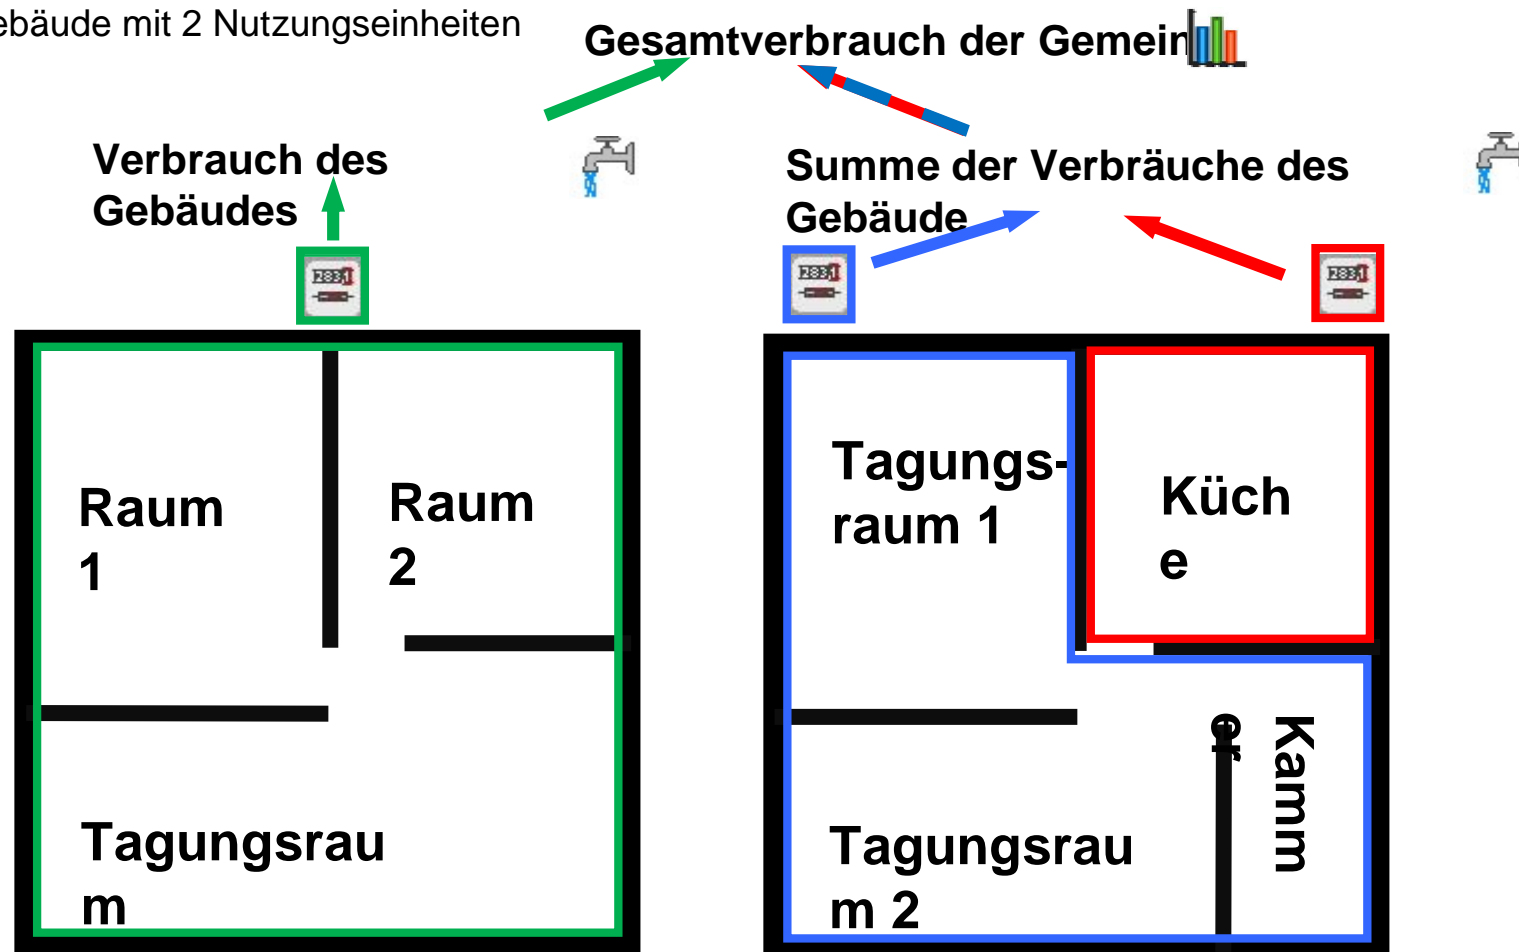 ebäude mit 2 Nutzungseinheiten
Gesamtverbrauch der Gemein
Verbrauch des
Gebäudes
Summe der Verbräuche des
Gebäude
Raum
1
Raum
2
Tagungsrau
m
Tagungs-
raum 1
Küch
e
Tagungsrau
m 2
Kamm
er